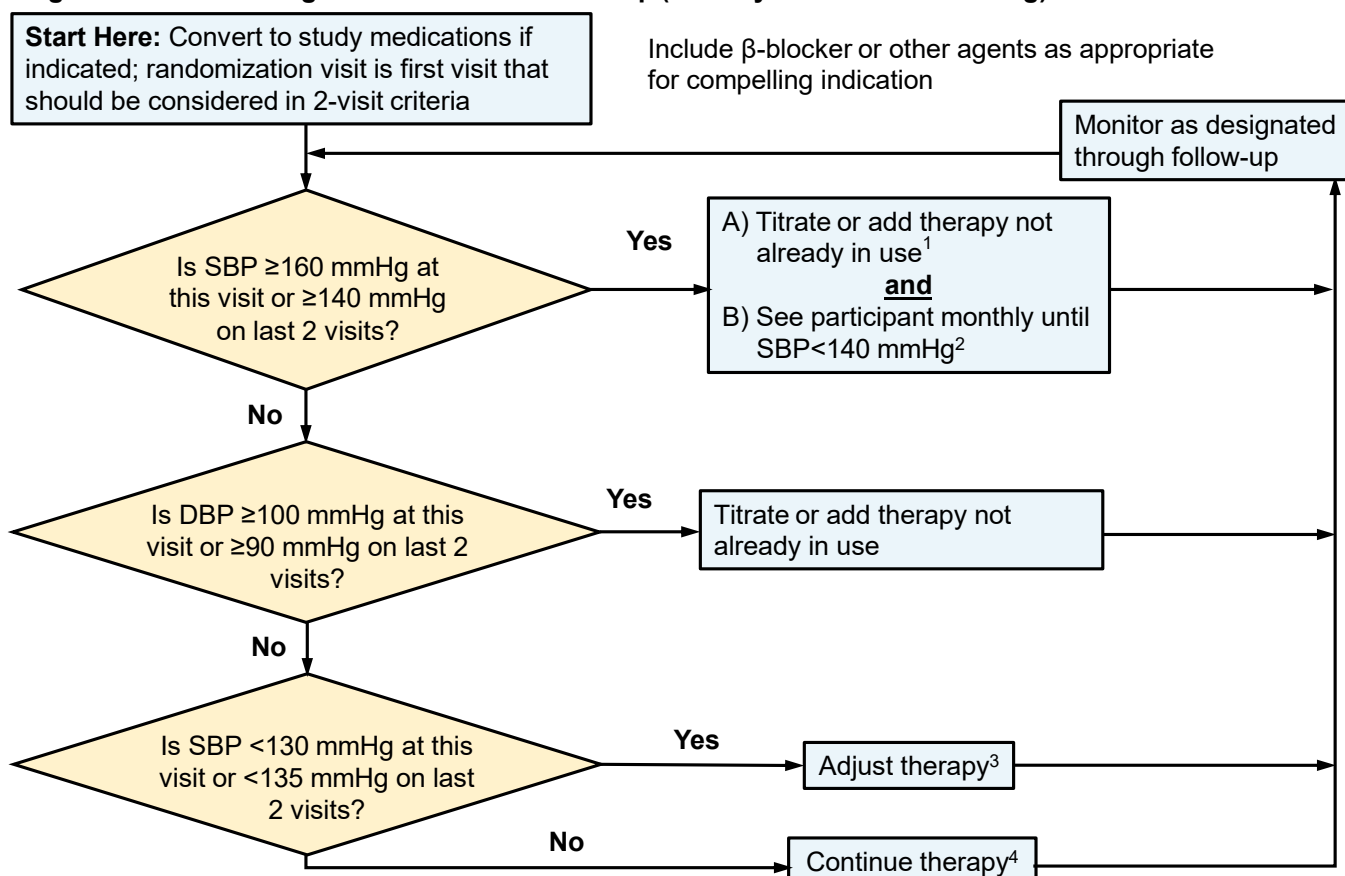 Start Here: Convert to study medications if
indicated; randomization visit is first visit that
should be considered in 2-visit criteria
Include β-blocker or other agents as appropriate
for compelling indication
Monitor as designated
through follow-up
Is SBP ≥160 mmHg at
this visit or ≥140 mmHg
on last 2 visits?
Yes
A) Titrate or add therapy not
already in use¹
and
B) See participant monthly until
SBP<140 mmHg²
No
Is DBP ≥100 mmHg at this
visit or ≥90 mmHg on last 2
visits?
Yes
Titrate or add therapy not
already in use
No
Is SBP <130 mmHg at this
visit or <135 mmHg on last
2 visits?
Yes
Adjust therapy³
No
Continue therapy⁴